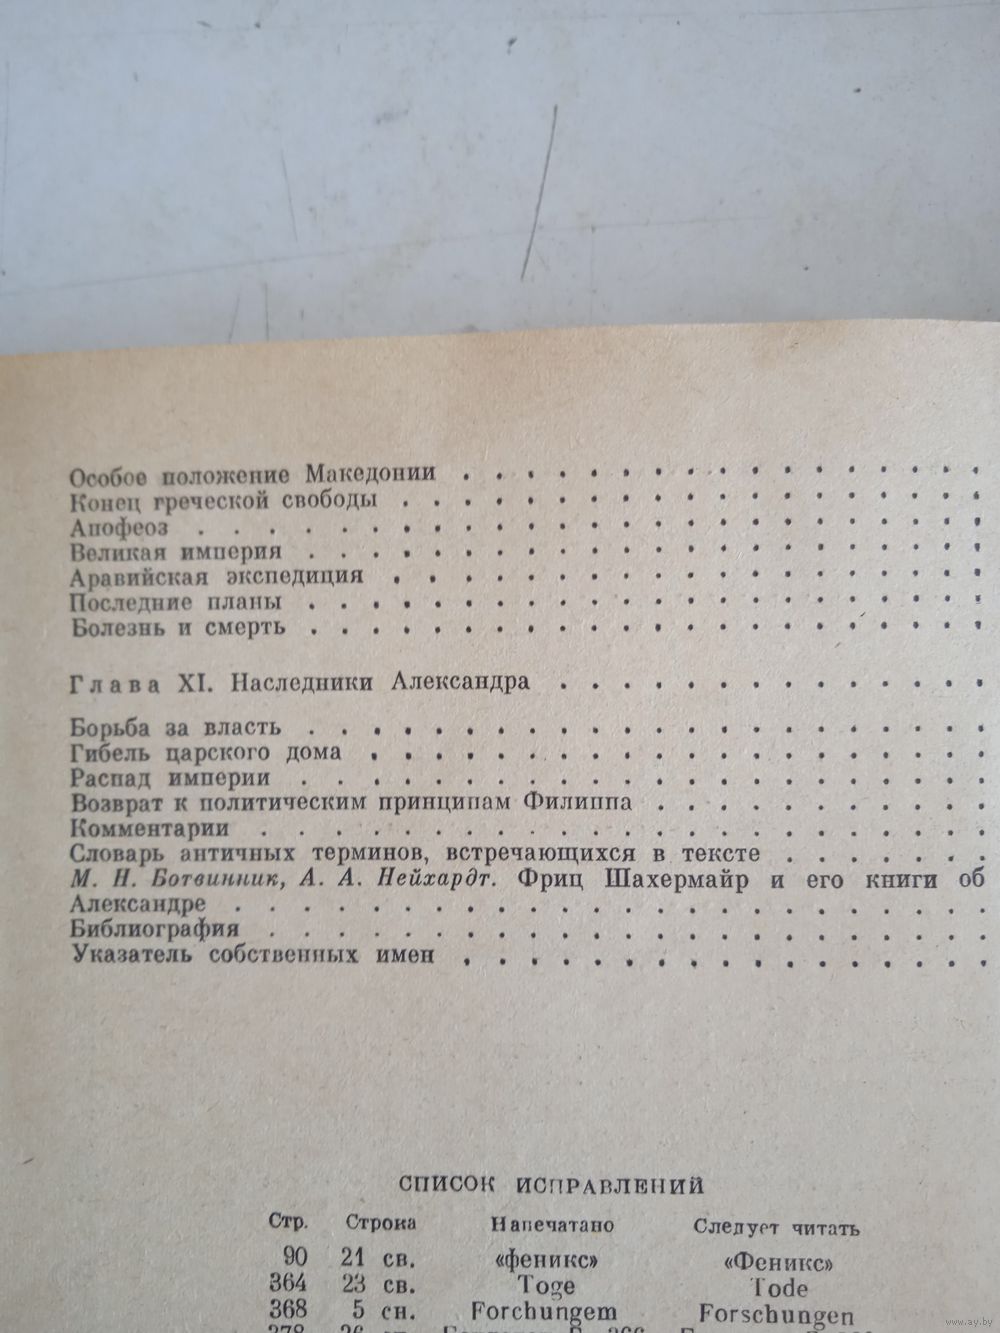 Особое положение Македонии . . . . . . . . . . . . . . . . .
Конец греческой свободы . . . . . . . . . . . . . . . . . . .
Апофеоз . . . . . . . . . . . . . . . . . . . . . . . . .
Великая империя . . . . . . . . . . . . . . . . . . . . . .
Аравийская экспедиция . . . . . . . . . . . . . . . . . . .
Последние планы . . . . . . . . . . . . . . . . . . . . . .
Болезнь и смерть . . . . . . . . . . . . . . . . . . . . . .
Глава XI. Наследники Александра . . . . . . . . . . . . . .
Борьба за власть . . . . . . . . . . . . . . . . . . . . . .
Гибель царского дома . . . . . . . . . . . . . . . . . . . .
Распад империи . . . . . . . . . . . . . . . . . . . . . .
Возврат к политическим принципам Филиппа . . . . . . . . . . .
Комментарии . . . . . . . . . . . . . . . . . . . . . . .
Словарь античных терминов, встречающихся в тексте . . . . . . .
М. Н. Ботвинник, А. А. Нейхардт. Фриц Шахермайр и его книги об
Александре . . . . . . . . . . . . . . . . . . . . . . . .
Библиография . . . . . . . . . . . . . . . . . . . . . . .
Указатель собственных имен . . . . . . . . . . . . . . . . .
СПИСОК ИСПРАВЛЕНИЙ
Стр. Строка Напечатано Следует читать
90 21 св. «феникс» «Феникс»
364 23 св. Toge Tode
368 5 сн. Forchungem Forschungen
www.ay.by